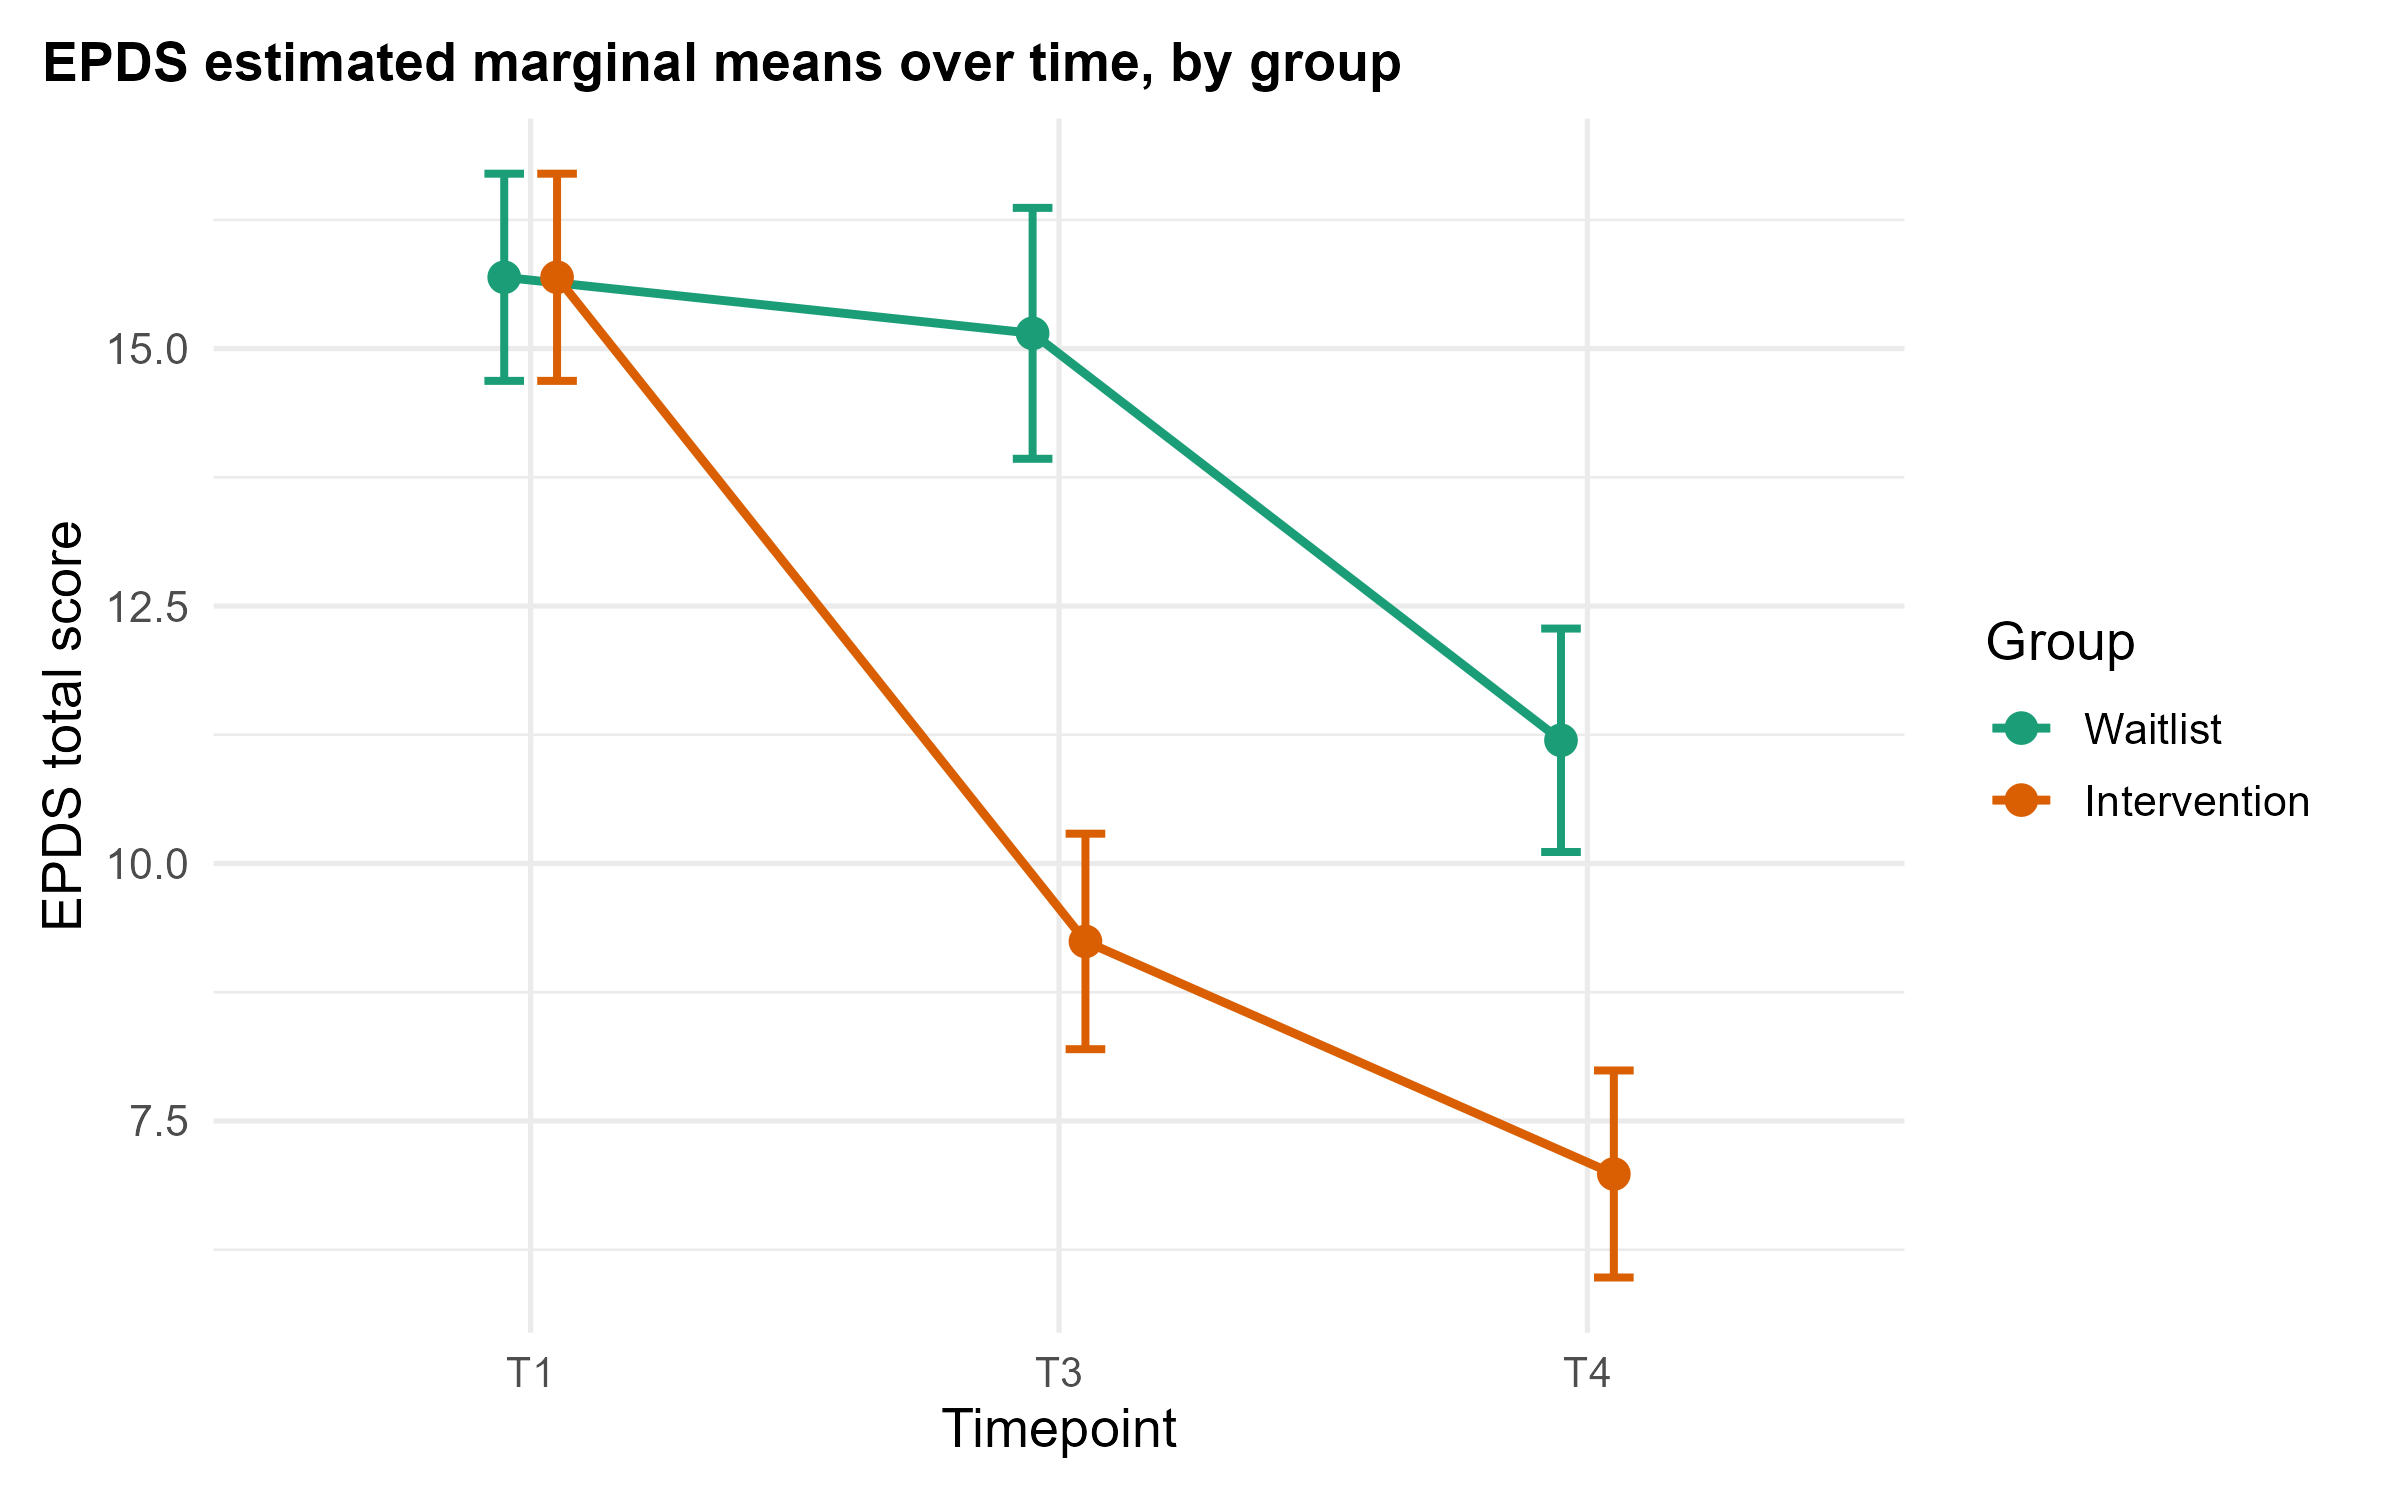 EPDS estimated marginal means over time, by group
EPDS total score
15.0
12.5
10.0
7.5
T1
T3
T4
Timepoint
Group
Waitlist
Intervention